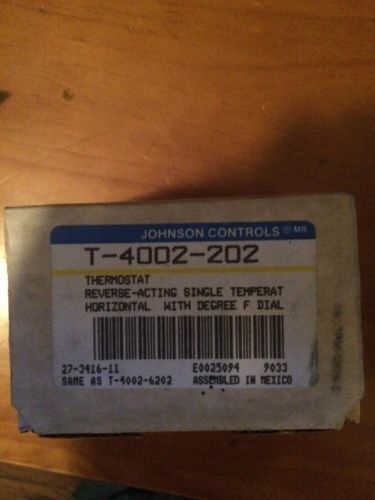 JOHNSON CONTROLS ® MR
T-4002-202
THERMOSTAT
REVERSE-ACTING SINGLE TEMPERAT
HORIZONTAL WITH DEGREE F DIAL
27-3416-11 E0025094 9033
SAME AS T-4002-6202 ASSEMBLED IN MEXICO